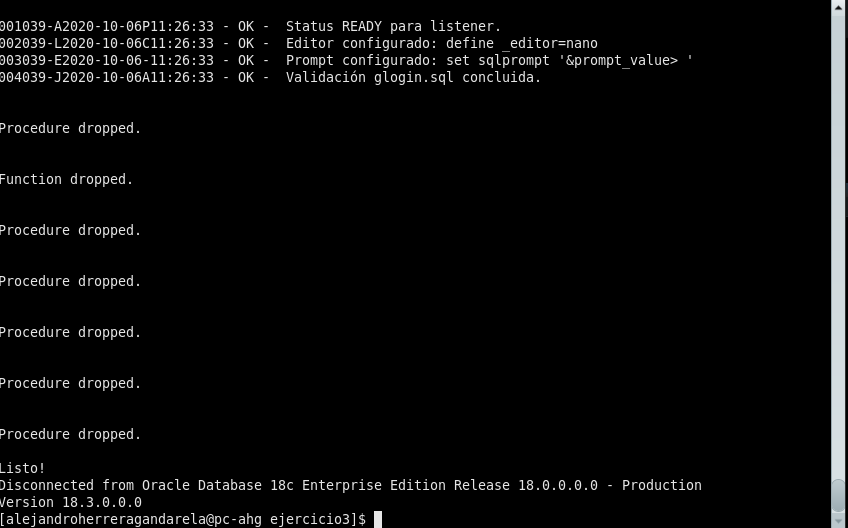 001039-A2020-10-06P11:26:33 - OK -  Status READY para listener.
002039-L2020-10-06C11:26:33 - OK -  Editor configurado: define _editor=nano
003039-E2020-10-06-11:26:33 - OK -  Prompt configurado: set sqlprompt '&prompt_value> '
004039-J2020-10-06A11:26:33 - OK -  Validación glogin.sql concluida.
Procedure dropped.
Function dropped.
Procedure dropped.
Procedure dropped.
Procedure dropped.
Procedure dropped.
Procedure dropped.
Listo!
Disconnected from Oracle Database 18c Enterprise Edition Release 18.0.0.0.0 - Production
Version 18.3.0.0.0
[alejandroherreragandarela@pc-ahg ejercicio3]$